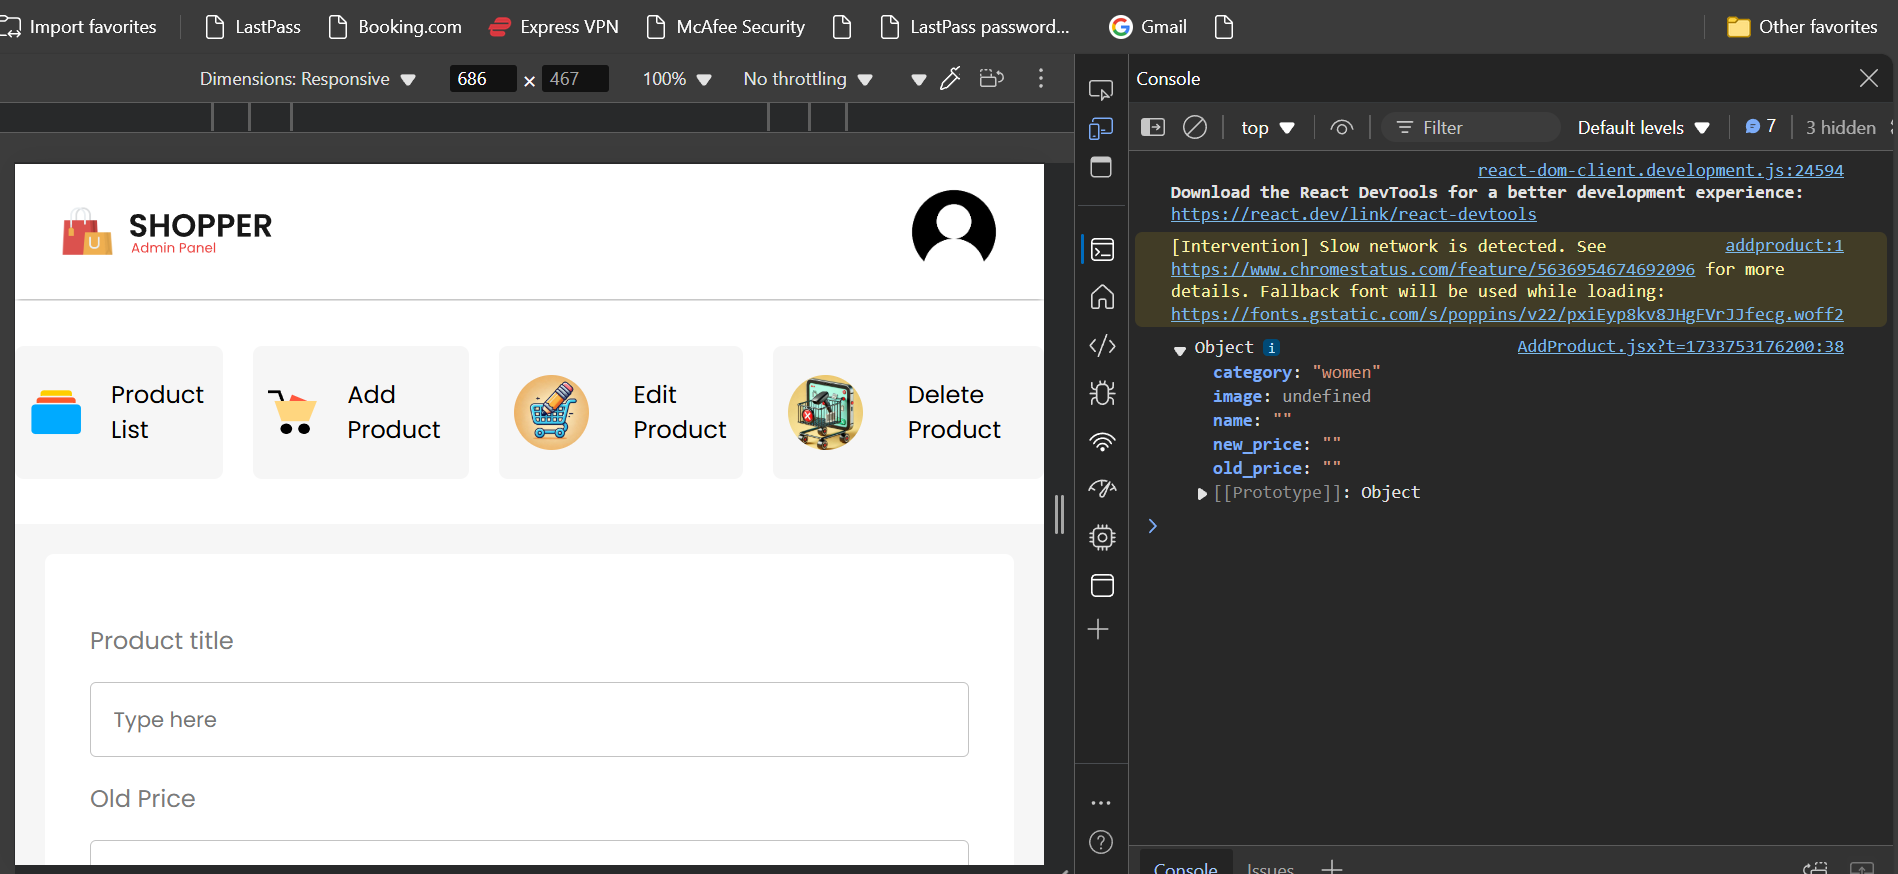 Import favorites
LastPass
Booking.com
Express VPN
McAfee Security
LastPass password...
Gmail
Other favorites
Dimensions: Responsive
686 × 467
100%
No throttling
SHOPPER
Admin Panel
U
Product
List
Add
Product
Edit
Product
Delete
Product
Product title
Type here
Old Price
Console
top
Filter
Default levels
7
3 hidden
react-dom-client.development.js:24594
Download the React DevTools for a better development experience:
https://react.dev/link/react-devtools
[Intervention] Slow network is detected. See addproduct:1
https://www.chromestatus.com/feature/5636954674692096 for more
details. Fallback font will be used while loading:
https://fonts.gstatic.com/s/poppins/v22/pxiEyp8kv8JHgFVrJJfecg.woff2
Object i AddProduct.jsx?t=1733753176200:38
category: "women"
image: undefined
name: ""
new_price: ""
old_price: ""
[[Prototype]]: Object
Console
Issues